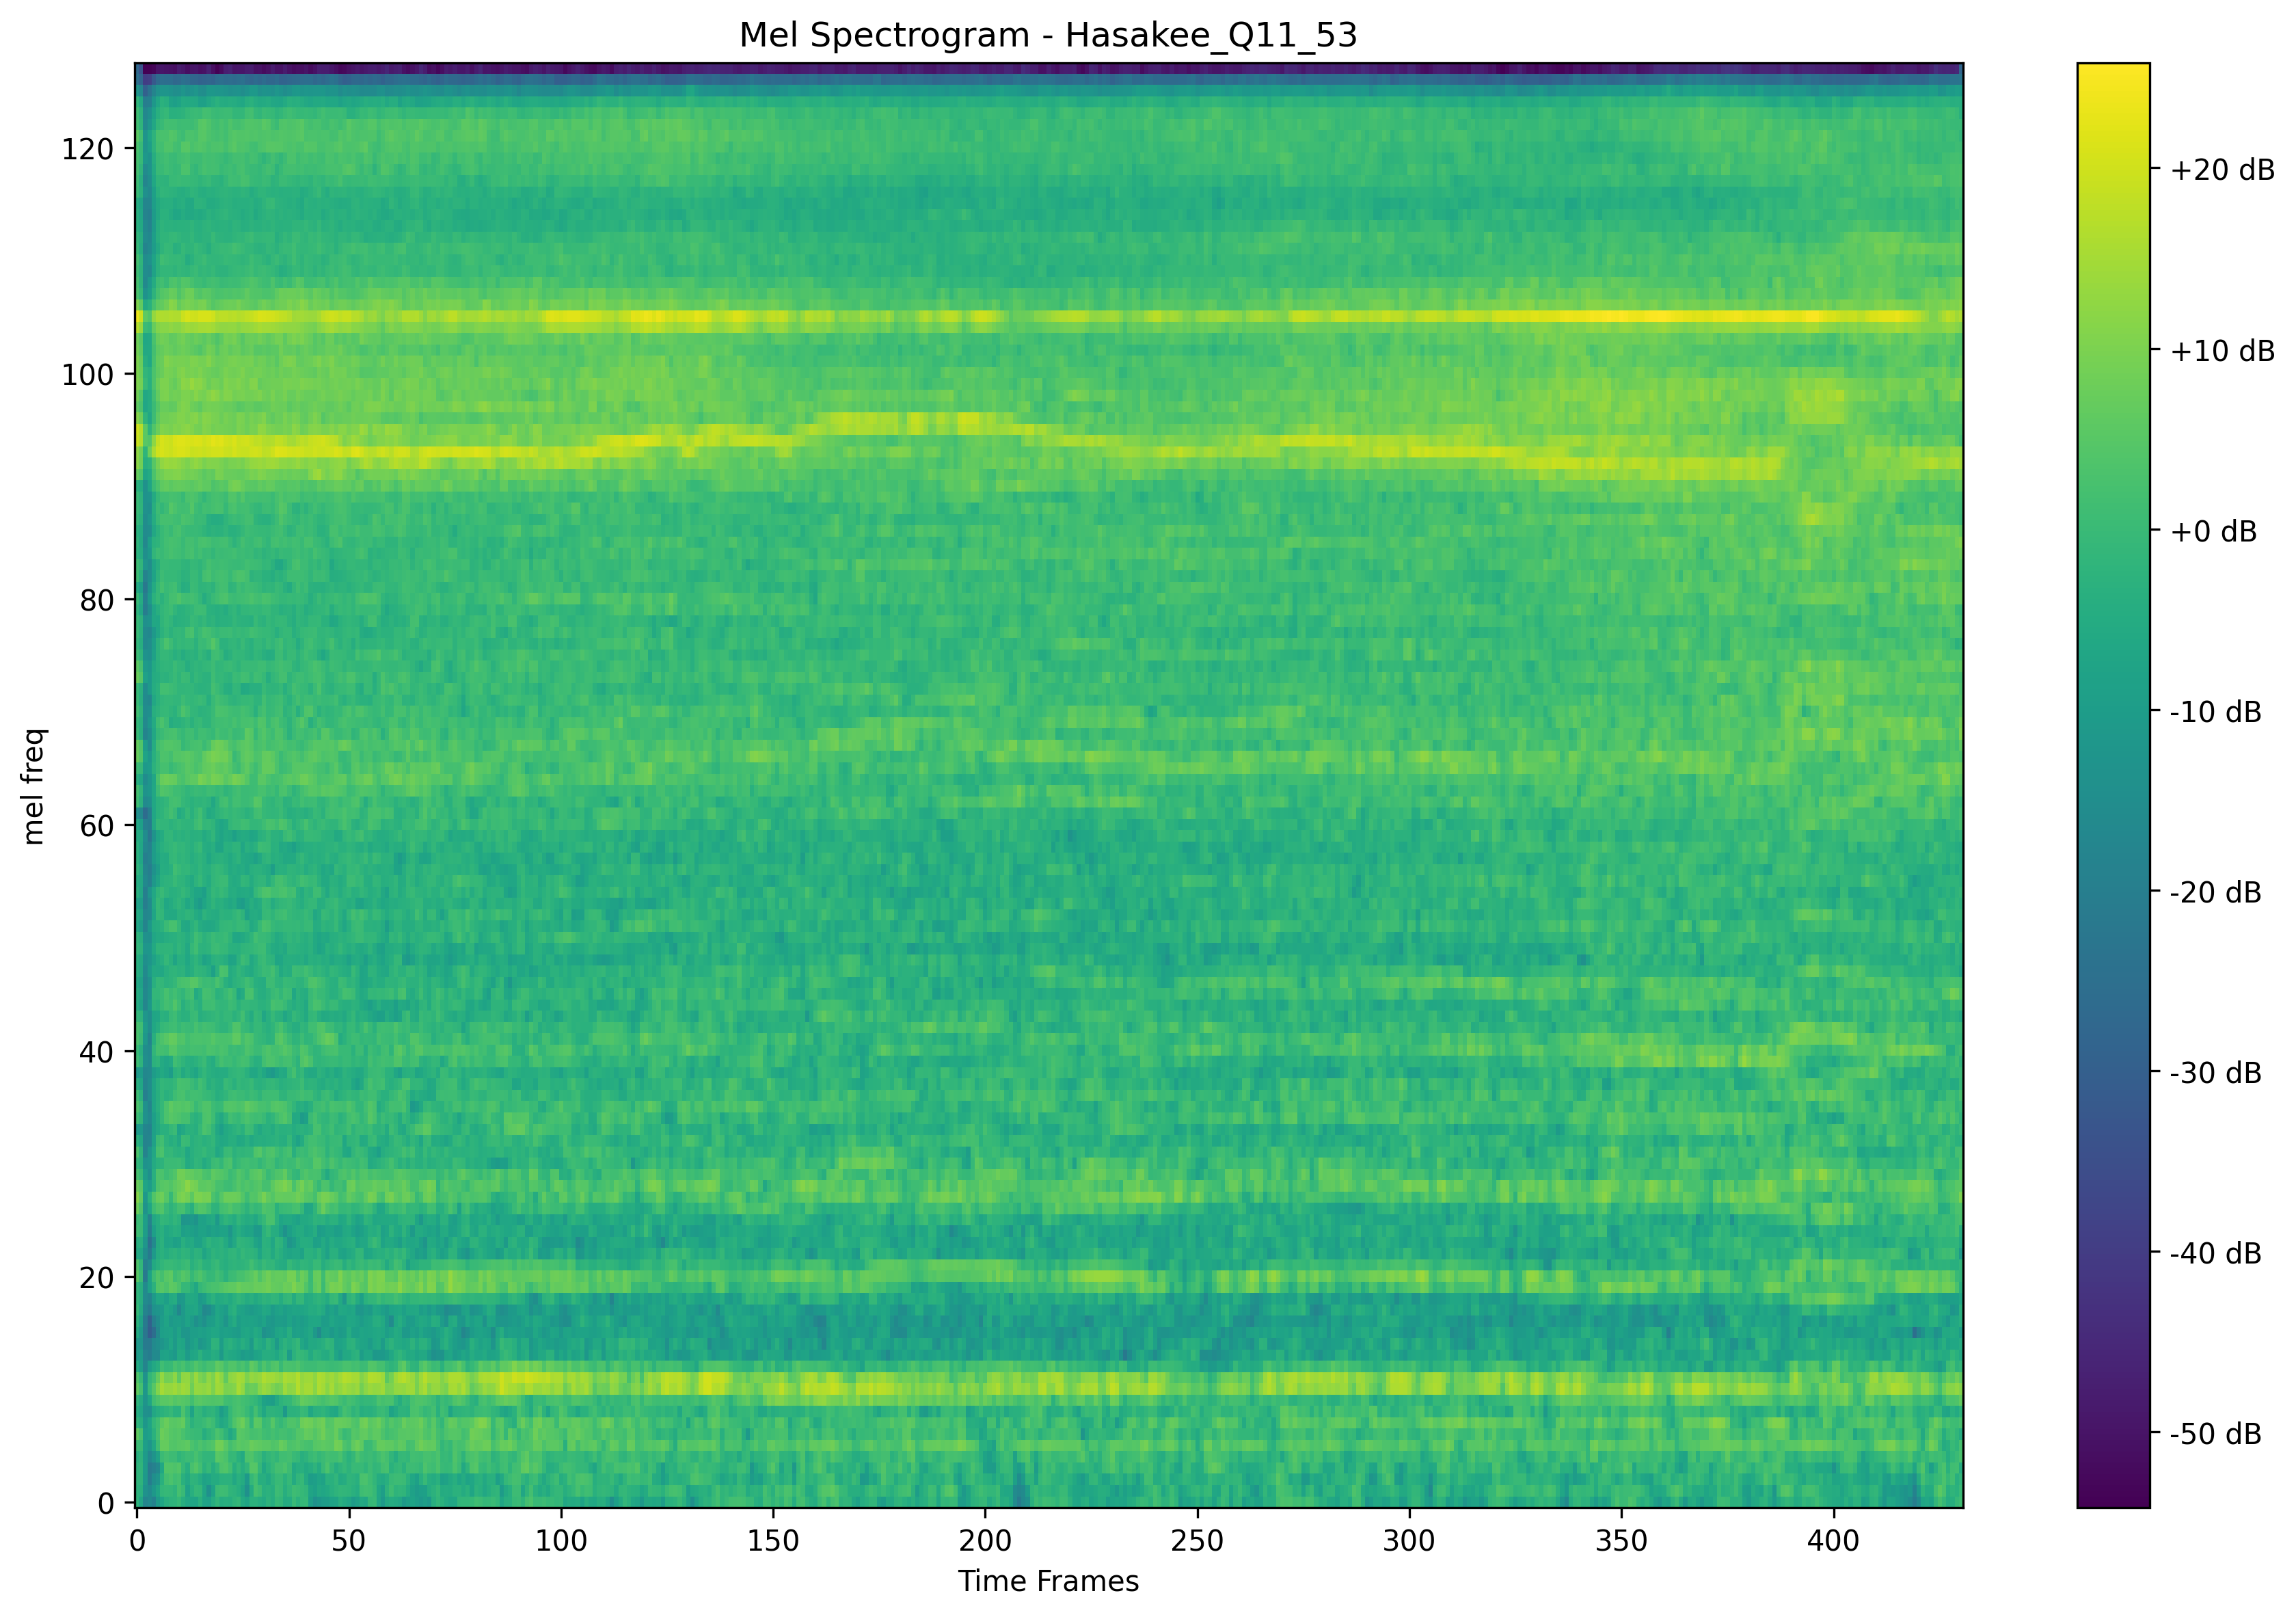 Mel Spectrogram - Hasakee_Q11_53
mel freq
120
100
80
60
40
20
0
0 50 100 150 200 250 300 350 400
Time Frames
+20 dB
+10 dB
+0 dB
-10 dB
-20 dB
-30 dB
-40 dB
-50 dB